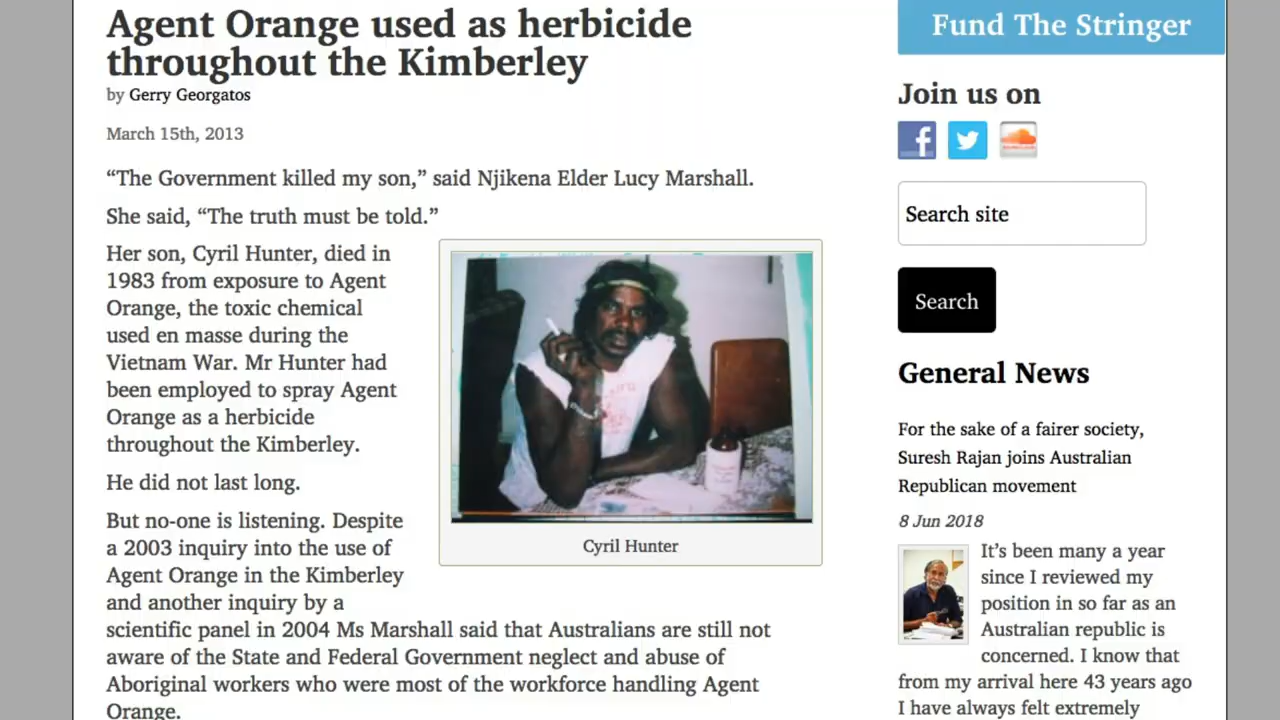 Agent Orange used as herbicide
throughout the Kimberley
by Gerry Georgatos
March 15th, 2013
“The Government killed my son,” said Njikena Elder Lucy Marshall.
She said, “The truth must be told.”
Her son, Cyril Hunter, died in
1983 from exposure to Agent
Orange, the toxic chemical
used en masse during the
Vietnam War. Mr Hunter had
been employed to spray Agent
Orange as a herbicide
throughout the Kimberley.
He did not last long.
Cyril Hunter
But no-one is listening. Despite
a 2003 inquiry into the use of
Agent Orange in the Kimberley
and another inquiry by a
scientific panel in 2004 Ms Marshall said that Australians are still not
aware of the State and Federal Government neglect and abuse of
Aboriginal workers who were most of the workforce handling Agent
Orange.
Fund The Stringer
Join us on
Search site
Search
General News
For the sake of a fairer society,
Suresh Rajan joins Australian
Republican movement
8 Jun 2018
It’s been many a year
since I reviewed my
position in so far as an
Australian republic is
concerned. I know that
from my arrival here 43 years ago
I have always felt extremely